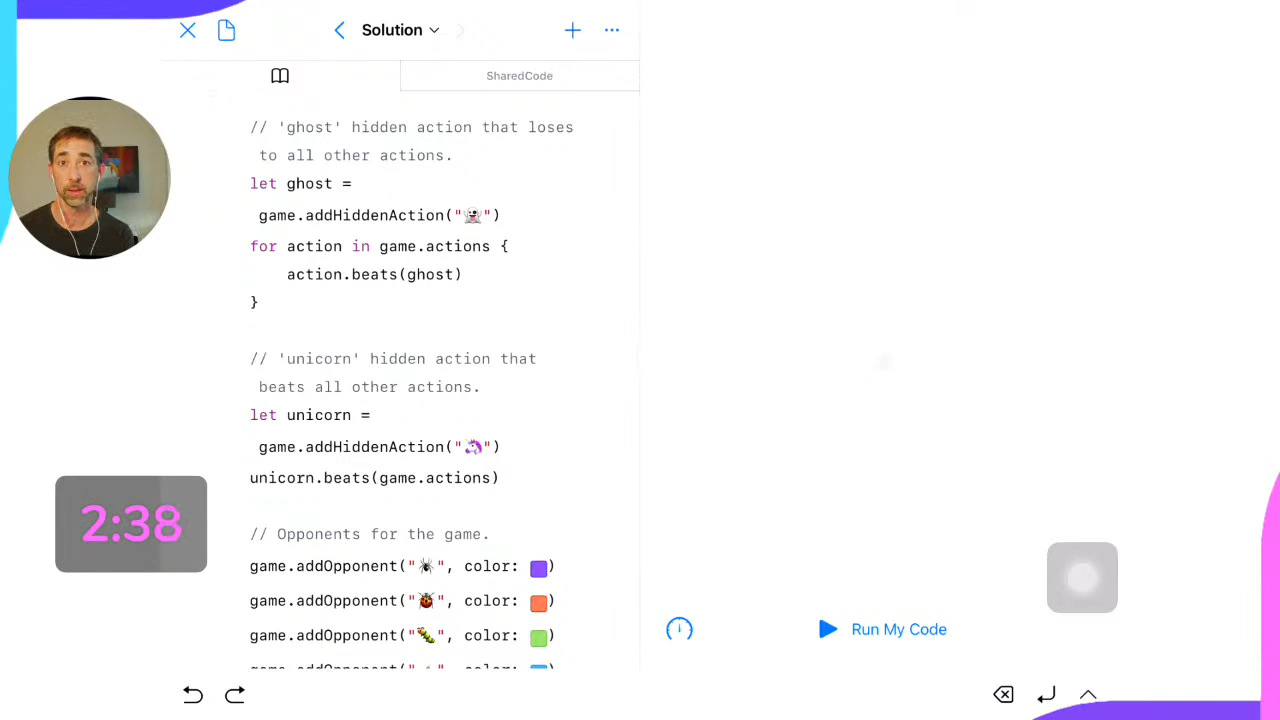 Solution
SharedCode
// 'ghost' hidden action that loses
to all other actions.
let ghost =
game.addHiddenAction("👻")
for action in game.actions {
action.beats(ghost)
}
// 'unicorn' hidden action that
beats all other actions.
let unicorn =
game.addHiddenAction("🦄")
unicorn.beats(game.actions)
// Opponents for the game.
game.addOpponent("🕷", color: )
game.addOpponent("🐞", color: )
game.addOpponent("🐛", color: )
2:38
Run My Code